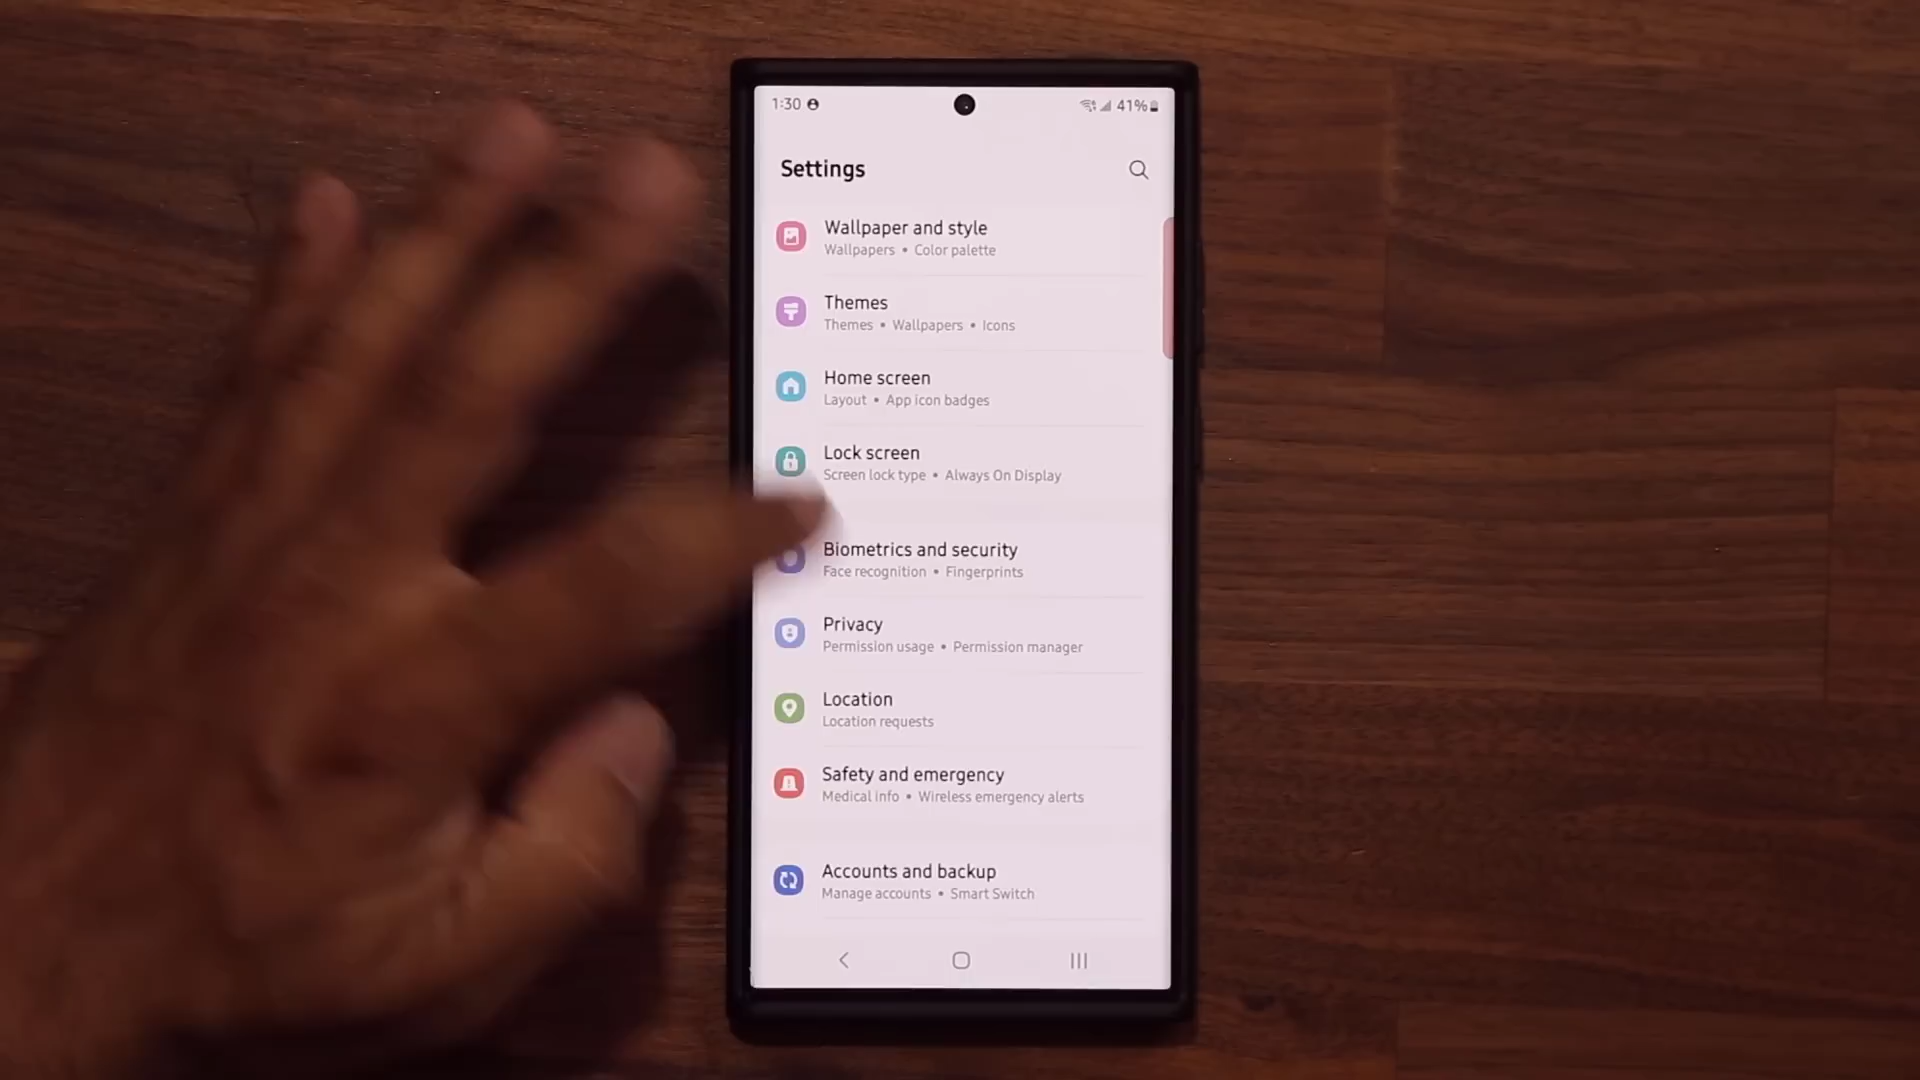 1:30
41%
Settings
Wallpaper and style
Wallpapers • Color palette
Themes
Themes • Wallpapers • Icons
Home screen
Layout • App icon badges
Lock screen
Screen lock type • Always On Display
Biometrics and security
Face recognition • Fingerprints
Privacy
Permission usage • Permission manager
Location
Location requests
Safety and emergency
Medical info • Wireless emergency alerts
Accounts and backup
Manage accounts • Smart Switch